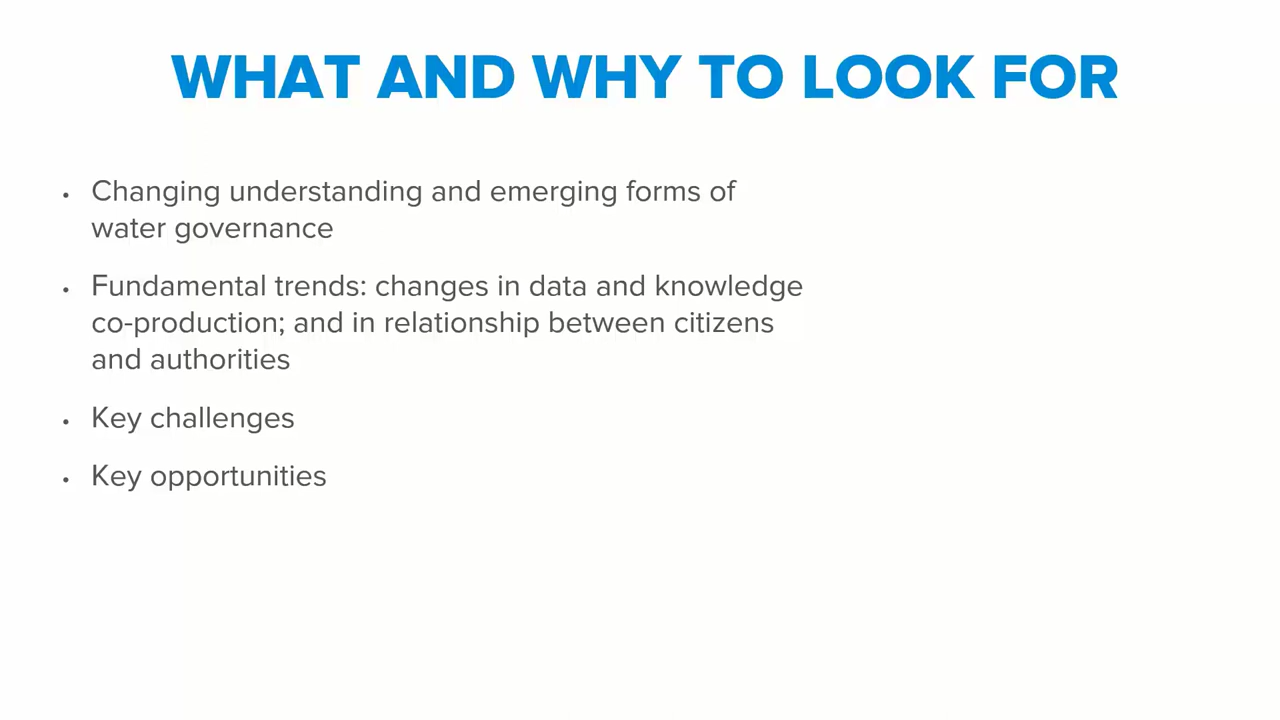 WHAT AND WHY TO LOOK FOR
• Changing understanding and emerging forms of
water governance
• Fundamental trends: changes in data and knowledge
co-production; and in relationship between citizens
and authorities
• Key challenges
• Key opportunities